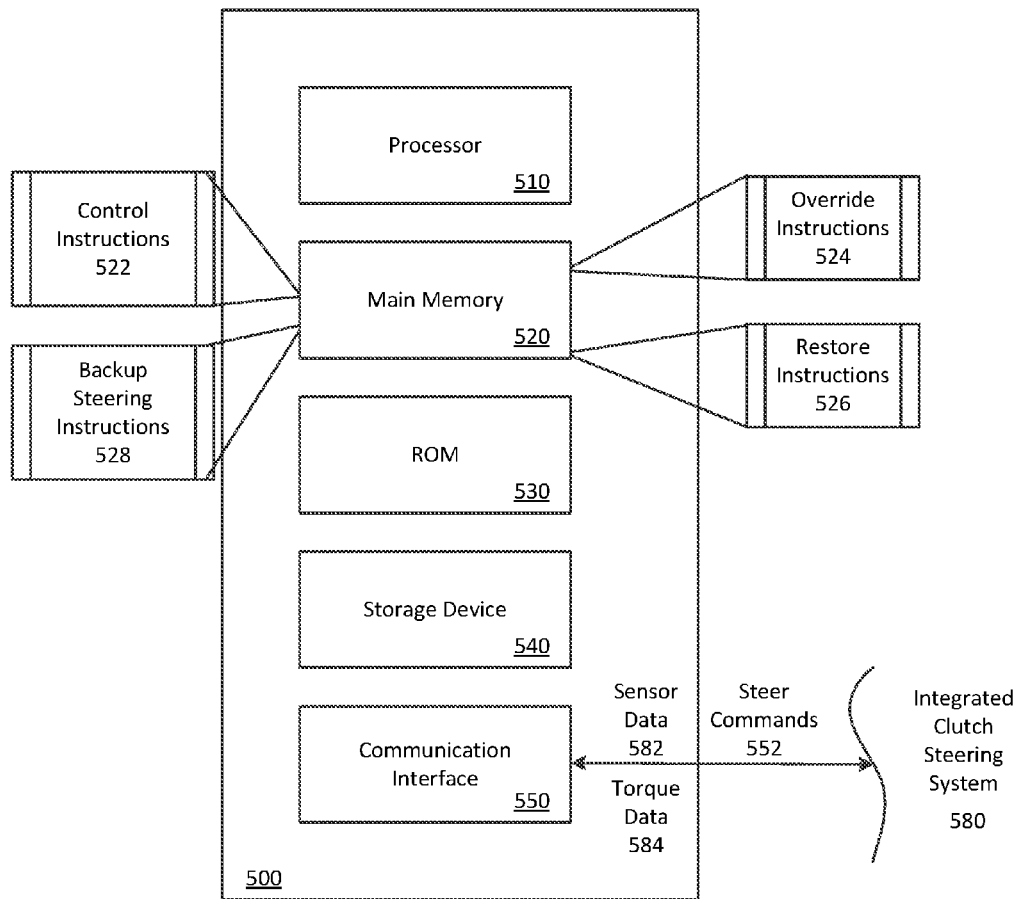 Processor
510
Control
Instructions
522
Override
Instructions
524
Main Memory
520
Backup
Steering
Instructions
528
Restore
Instructions
526
ROM
530
Storage Device
540
Communication
Interface
550
Sensor
Data
582
Torque
Data
584
Steer
Commands
552
Integrated
Clutch
Steering
System
580
500